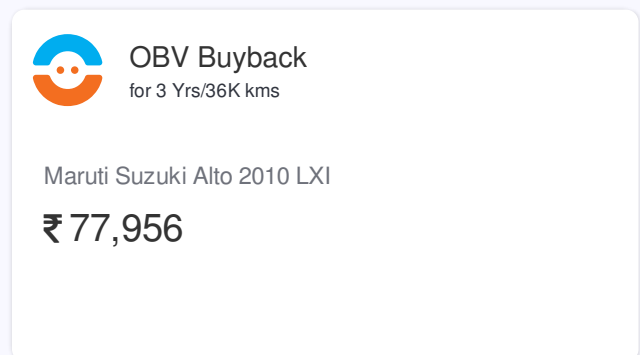 OBV Buyback
for 3 Yrs/36K kms
Maruti Suzuki Alto 2010 LXI
₹ 77,956